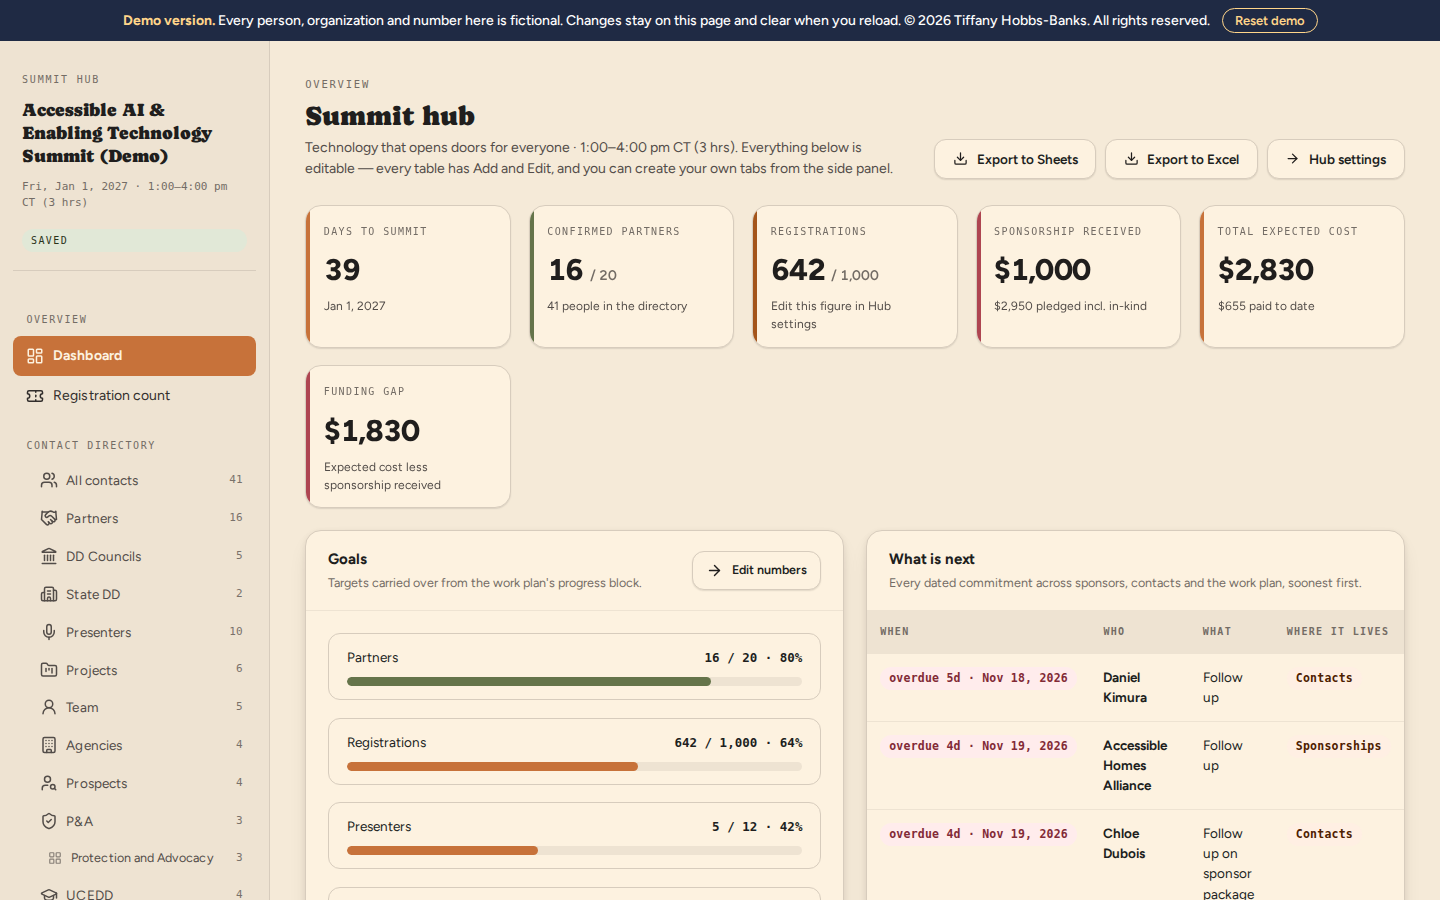 Demo version. Every person, organization and number here is fictional. Changes stay on this page and clear when you reload. © 2026 Tiffany Hobbs-Banks. All rights reserved. Reset demo
SUMMIT HUB
Accessible AI &
Enabling Technology
Summit (Demo)
Fri, Jan 1, 2027 · 1:00–4:00 pm
CT (3 hrs)
SAVED
OVERVIEW
Dashboard
Registration count
CONTACT DIRECTORY
All contacts 41
Partners 16
DD Councils 5
State DD 2
Presenters 10
Projects 6
Team 5
Agencies 4
Prospects 4
P&A 3
Protection and Advocacy 3
UCEDD 4
OVERVIEW
Summit hub
Technology that opens doors for everyone · 1:00–4:00 pm CT (3 hrs). Everything below is
editable — every table has Add and Edit, and you can create your own tabs from the side panel.
Export to Sheets
Export to Excel
Hub settings
DAYS TO SUMMIT
39
Jan 1, 2027
CONFIRMED PARTNERS
16 / 20
41 people in the directory
REGISTRATIONS
642 / 1,000
Edit this figure in Hub
settings
SPONSORSHIP RECEIVED
$1,000
$2,950 pledged incl. in-kind
TOTAL EXPECTED COST
$2,830
$655 paid to date
FUNDING GAP
$1,830
Expected cost less
sponsorship received
Goals
Targets carried over from the work plan's progress block.
Edit numbers
Partners 16 / 20 · 80%
Registrations 642 / 1,000 · 64%
Presenters 5 / 12 · 42%
What is next
Every dated commitment across sponsors, contacts and the work plan, soonest first.
WHEN WHO WHAT WHERE IT LIVES
overdue 5d · Nov 18, 2026 Daniel Follow Contacts
Kimura up
overdue 4d · Nov 19, 2026 Accessible Follow Sponsorships
Homes up
Alliance
overdue 4d · Nov 19, 2026 Chloe Follow Contacts
Dubois up on
sponsor
package